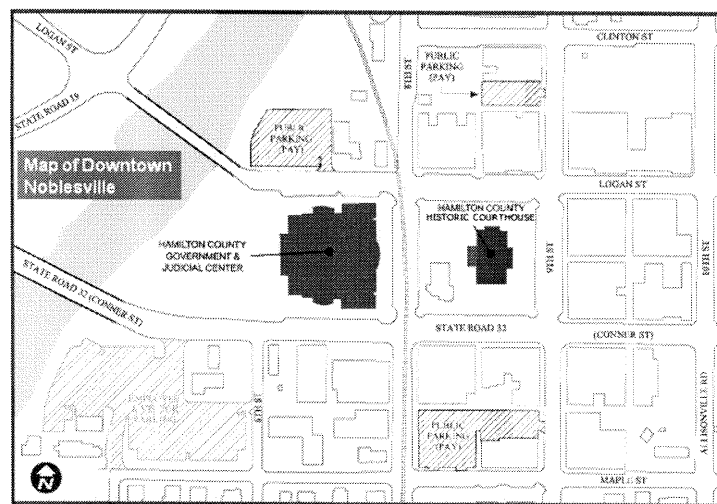 LOGAN ST
STATE ROAD 19
Map of Downtown
Noblesville
PUBLIC
PARKING
(PAY)
8TH ST
PUBLIC
PARKING
(PAY)
CLINTON ST
LOGAN ST
HAMILTON COUNTY
GOVERNMENT &
JUDICIAL CENTER
HAMILTON COUNTY
HISTORIC COURTHOUSE
9TH ST
10TH ST
STATE ROAD 32 (CONNER ST)
STATE ROAD 32
(CONNER ST)
6TH ST
PUBLIC
PARKING
(PAY)
ALLISONVILLE RD
MAPLE ST
N